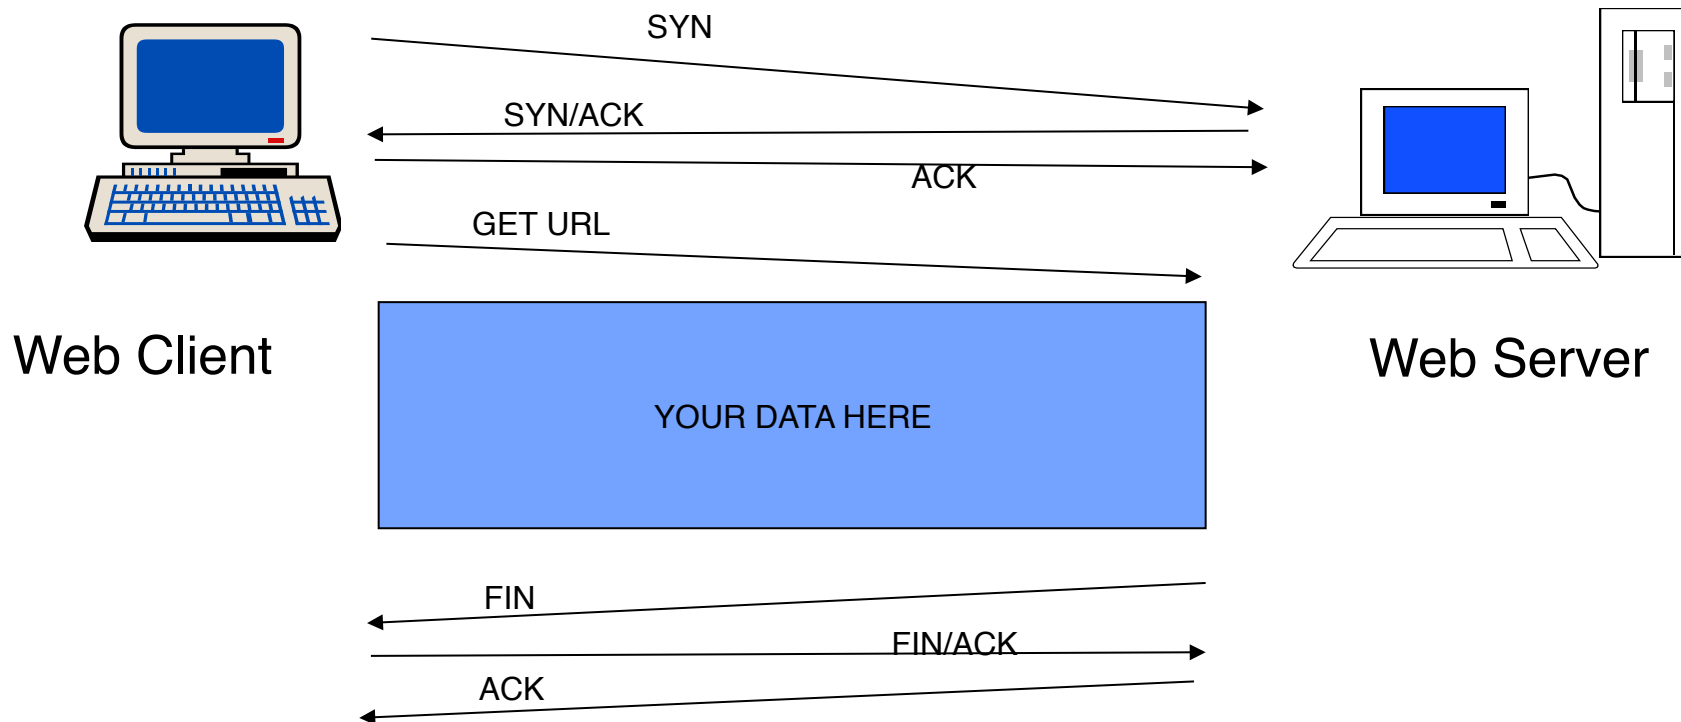 SYN
SYN/ACK
ACK
GET URL
Web Client
Web Server
YOUR DATA HERE
FIN
FIN/ACK
ACK